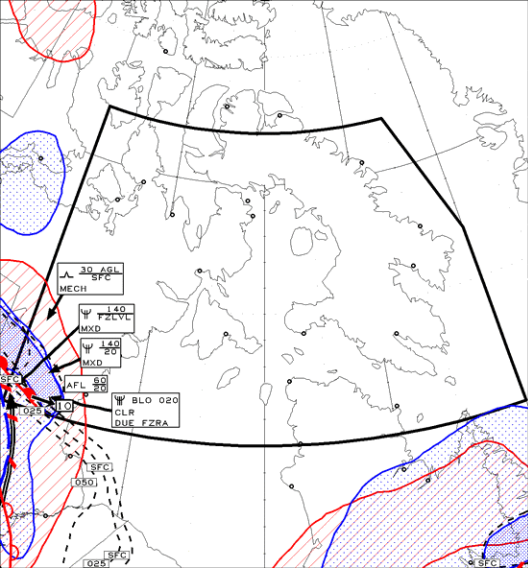 30 AGL
SFC
MECH
140
FZLVL
MXD
140
20
MXD
SFC
AFL 60
20
025
10
BLO 020
CLR
DUE FZRA
SFC
050
SFC
025
SFC